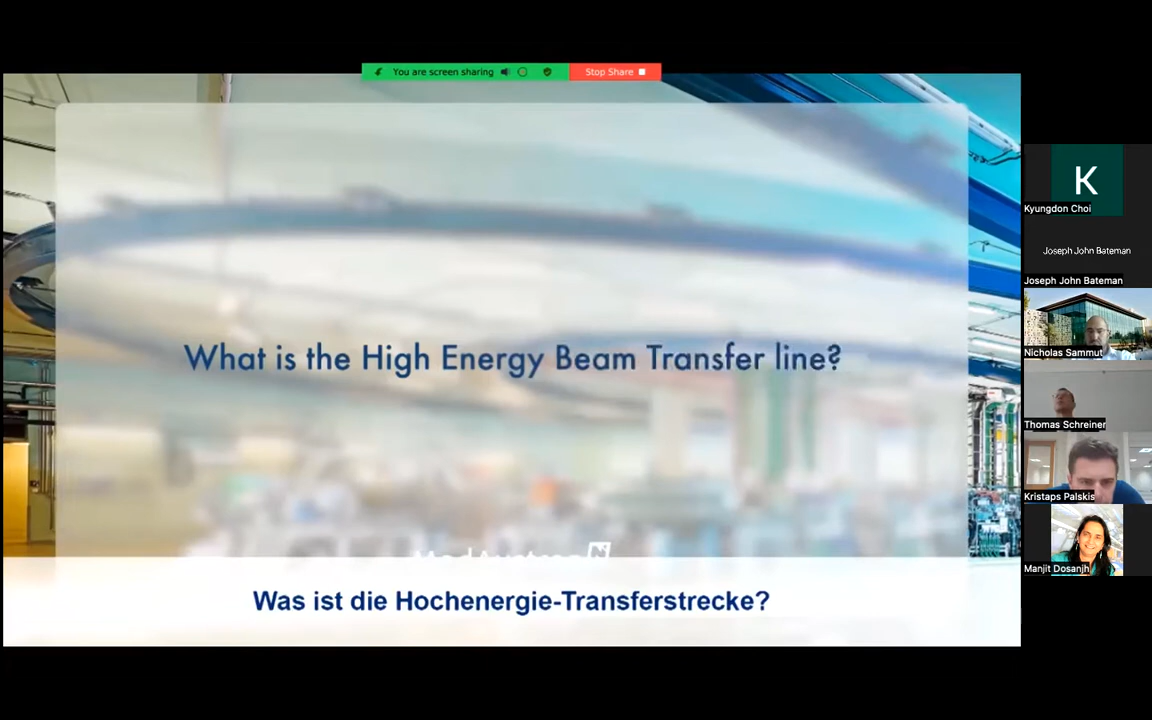 You are screen sharing
Stop Share
What is the High Energy Beam Transfer line?
MedAustron
Was ist die Hochenergie-Transferstrecke?
K
Kyungdon Choi
Joseph John Bateman
Joseph John Bateman
Nicholas Sammut
Thomas Schreiner
Kristaps Palskis
Manjit Dosanjh